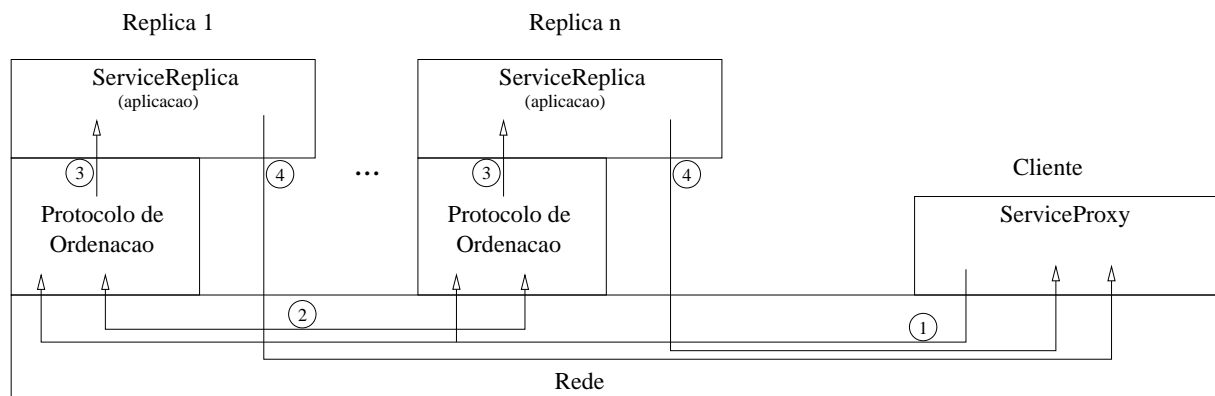 Replica 1
Replica n
ServiceReplica
(aplicacao)
ServiceReplica
(aplicacao)
3
4
...
3
4
Cliente
Protocolo de
Ordenacao
Protocolo de
Ordenacao
ServiceProxy
2
1
Rede